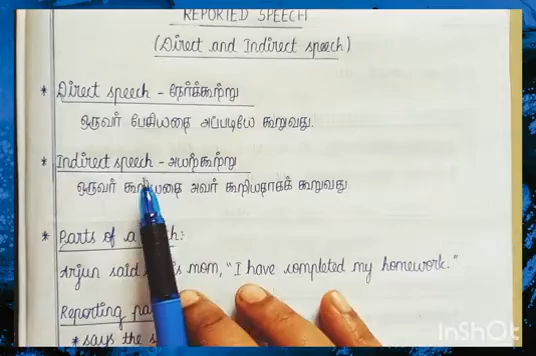 REPORTED SPEECH
(Direct and Indirect speech)
* Direct speech - நேர்க்கூற்று
ஒருவர் பேசியதை அப்படியே கூறுவது.
* Indirect speech - அயற்கூற்று
ஒருவர் கூறியதை அவர் கூறியதாகக் கூறுவது
* Parts of a
Arjun said mom, "I have completed my homework."
Reporting
* says the
InShOt